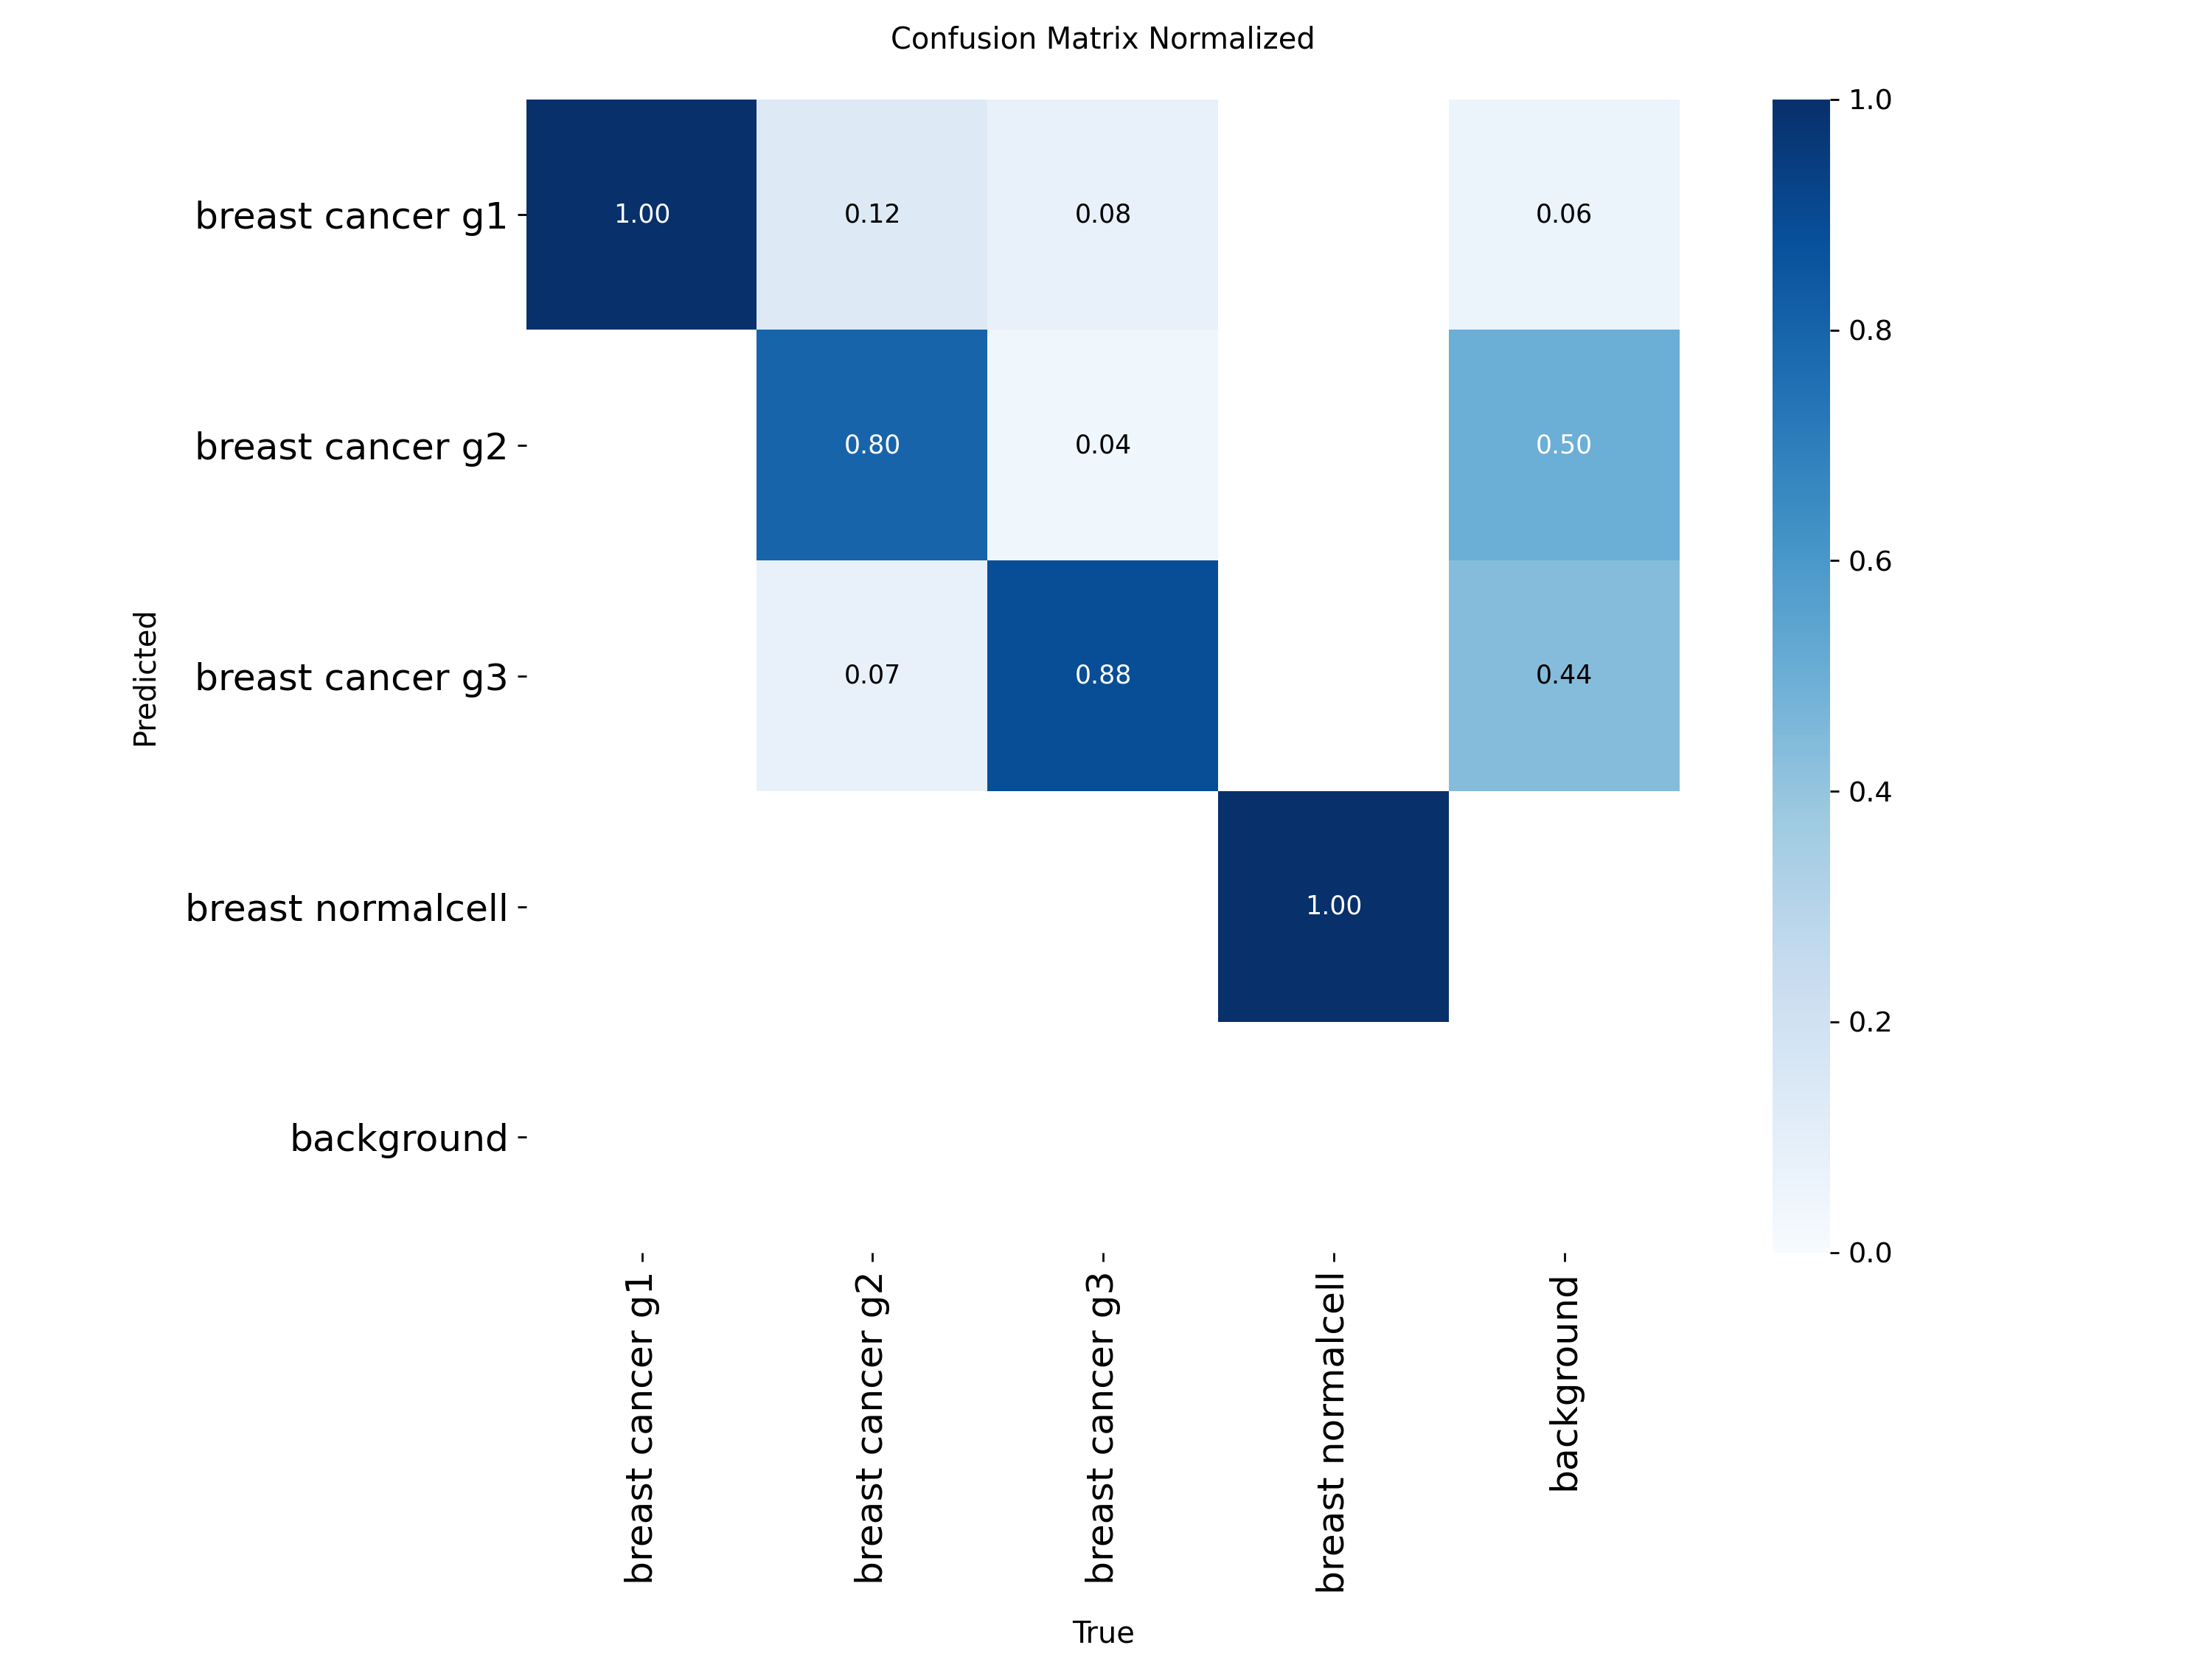 Confusion Matrix Normalized
1.0
breast cancer g1
1.00
0.12
0.08
0.06
0.8
breast cancer g2
0.80
0.04
0.50
0.6
Predicted
breast cancer g3
0.07
0.88
0.44
0.4
breast normalcell
1.00
0.2
background
0.0
breast cancer g1
breast cancer g2
breast cancer g3
breast normalcell
background
True